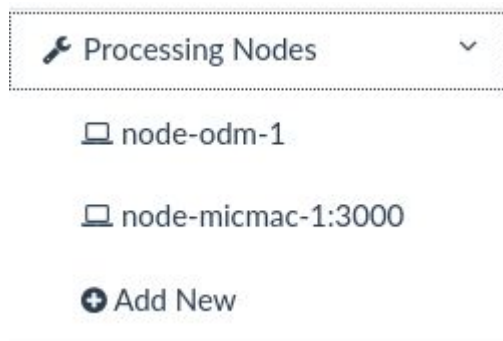 Processing Nodes
node-odm-1
node-micmac-1:3000
Add New